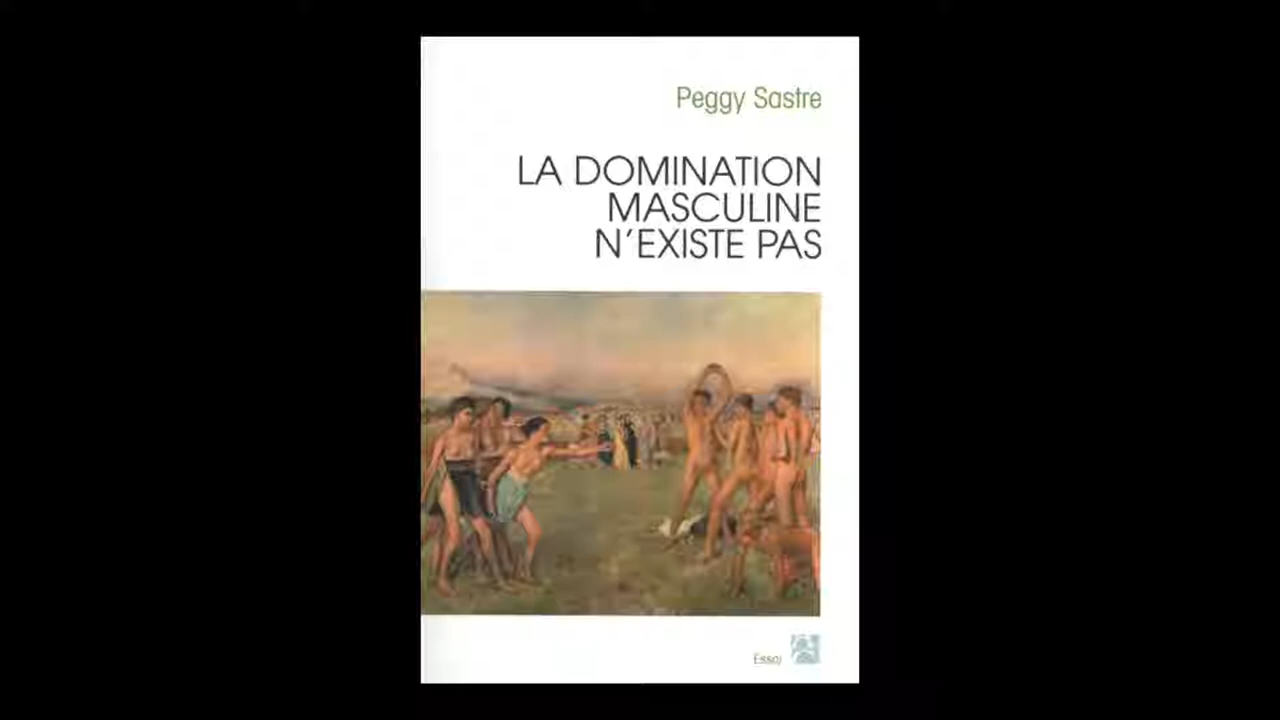 Peggy Sastre
LA DOMINATION
MASCULINE
N'EXISTE PAS
Essai